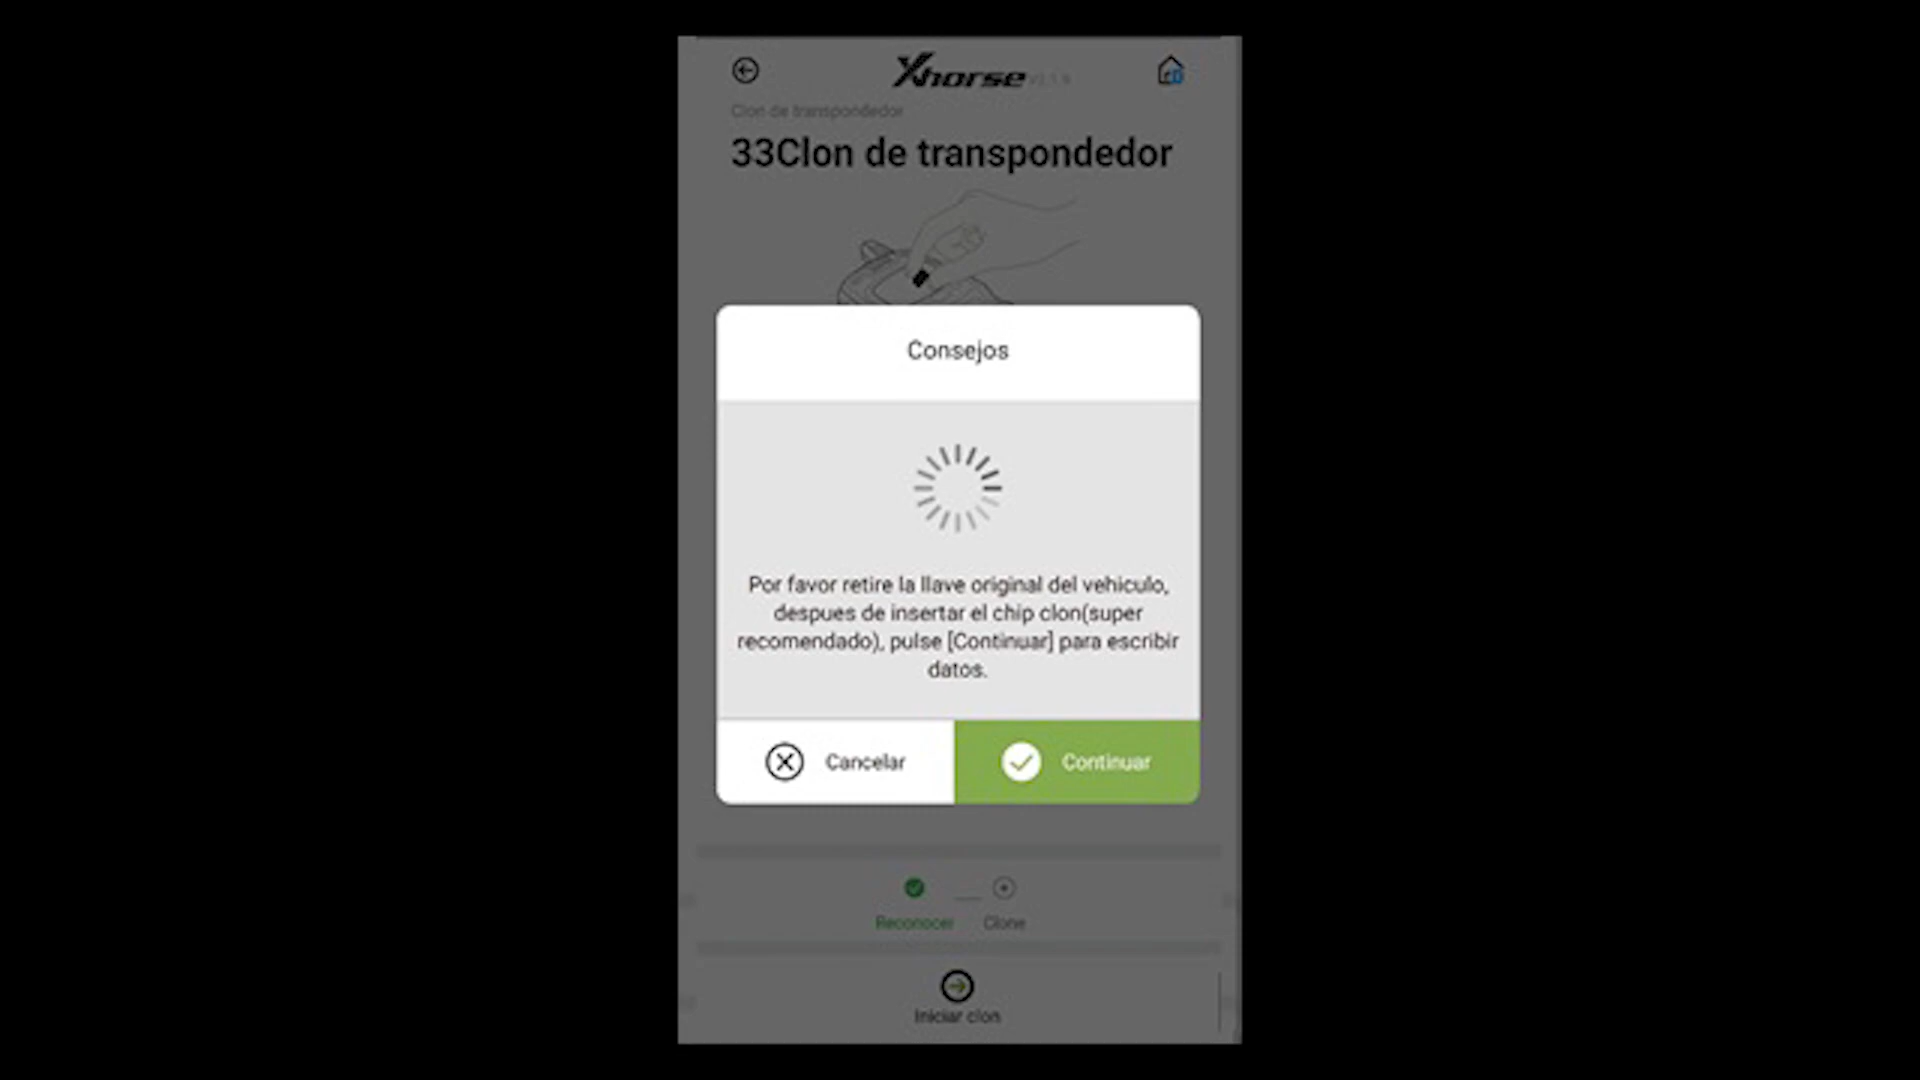 Xhorse
Clon de transpondedor
33Clon de transpondedor
Consejos
Por favor retire la llave original del vehiculo,
despues de insertar el chip clon(super
recomendado), pulse [Continuar] para escribir
datos.
Cancelar
Continuar
Reconocer
Clone
Iniciar clon